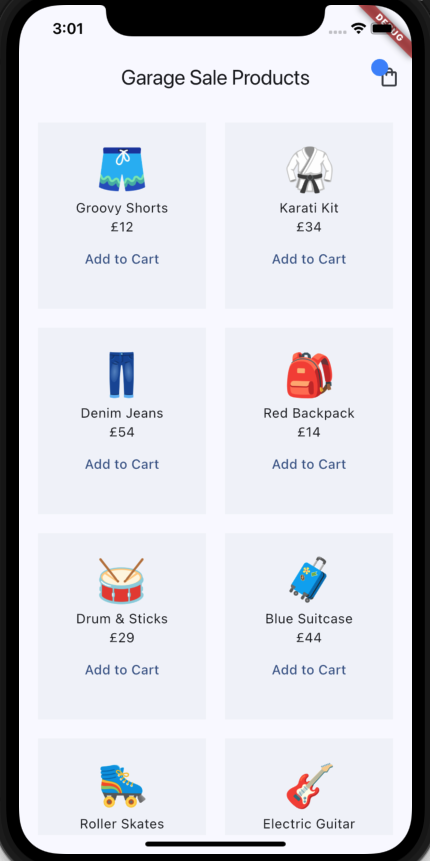 3:01
DEBUG
Garage Sale Products
Groovy Shorts
£12
Add to Cart
Karati Kit
£34
Add to Cart
Denim Jeans
£54
Add to Cart
Red Backpack
£14
Add to Cart
Drum & Sticks
£29
Add to Cart
Blue Suitcase
£44
Add to Cart
Roller Skates
Electric Guitar